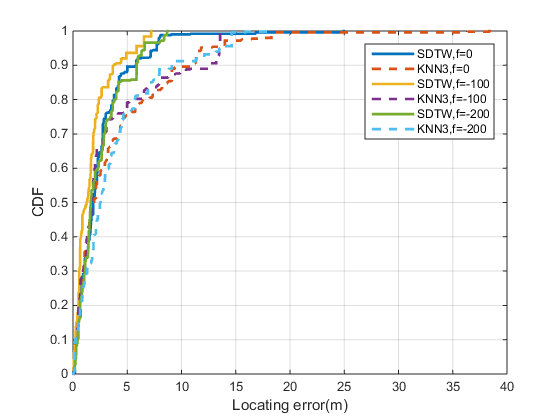 1
0.9
0.8
0.7
0.6
0.5
0.4
0.3
0.2
0.1
0
CDF
SDTW,f=0
KNN3,f=0
SDTW,f=-100
KNN3,f=-100
SDTW,f=-200
KNN3,f=-200
0 5 10 15 20 25 30 35 40
Locating error(m)